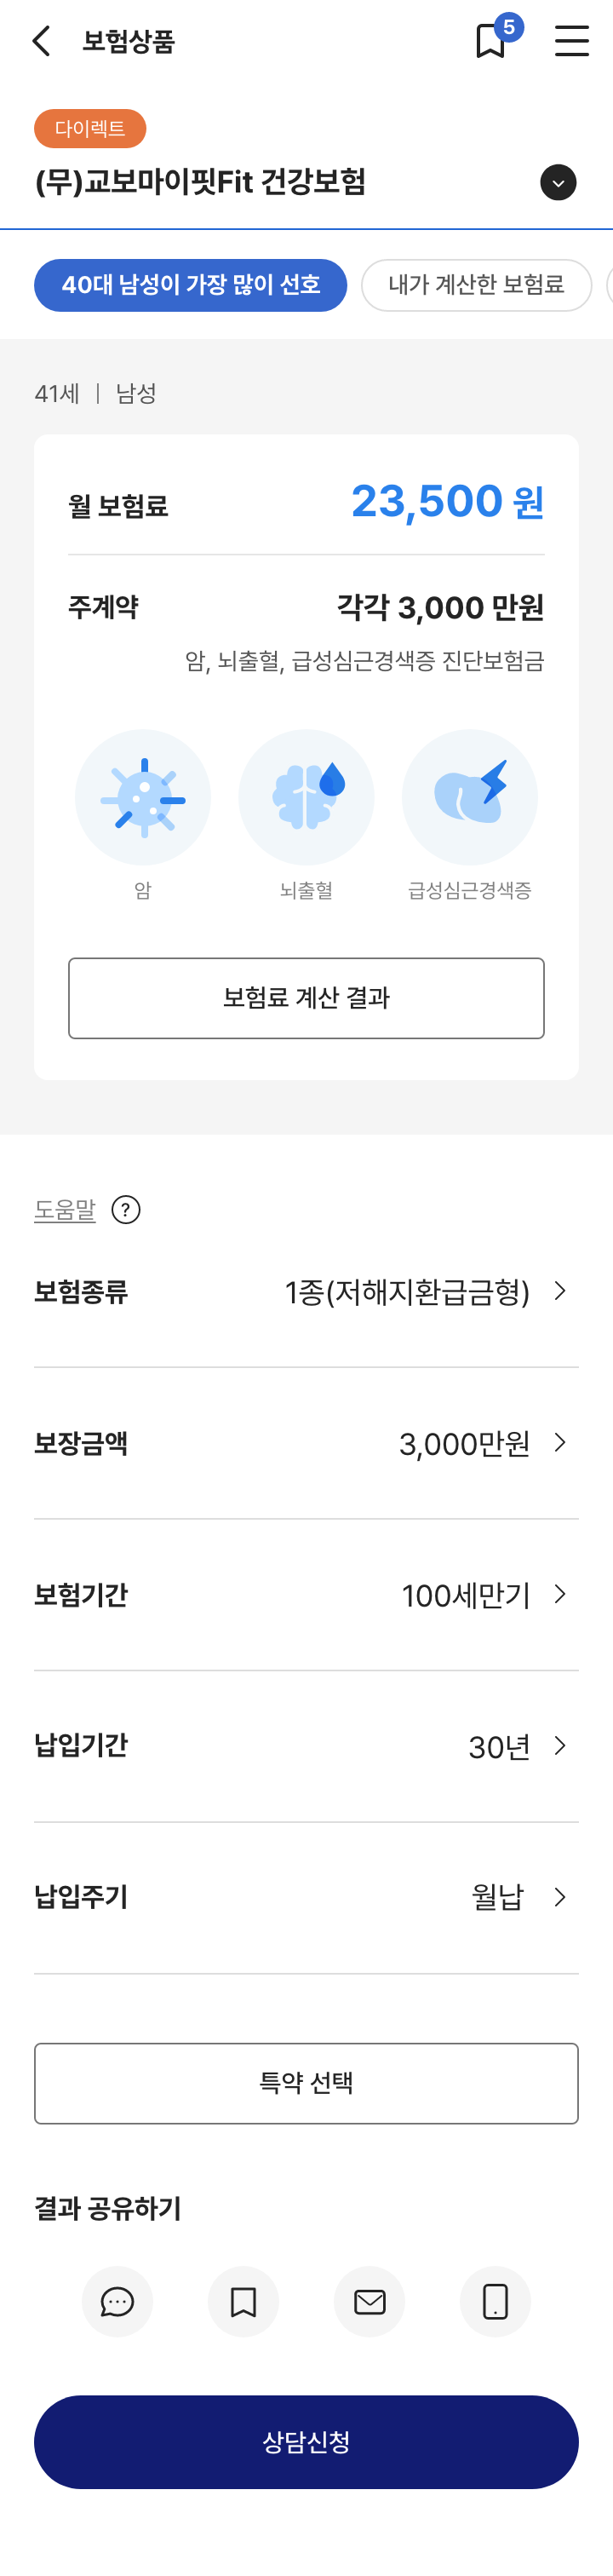 보험상품
5
다이렉트
(무)교보마이핏Fit 건강보험
40대 남성이 가장 많이 선호
내가 계산한 보험료
41세 | 남성
월 보험료
23,500 원
주계약
각각 3,000 만원
암, 뇌출혈, 급성심근경색증 진단보험금
암
뇌출혈
급성심근경색증
보험료 계산 결과
도움말 ?
보험종류
1종(저해지환급금형)
보장금액
3,000만원
보험기간
100세만기
납입기간
30년
납입주기
월납
특약 선택
결과 공유하기
상담신청